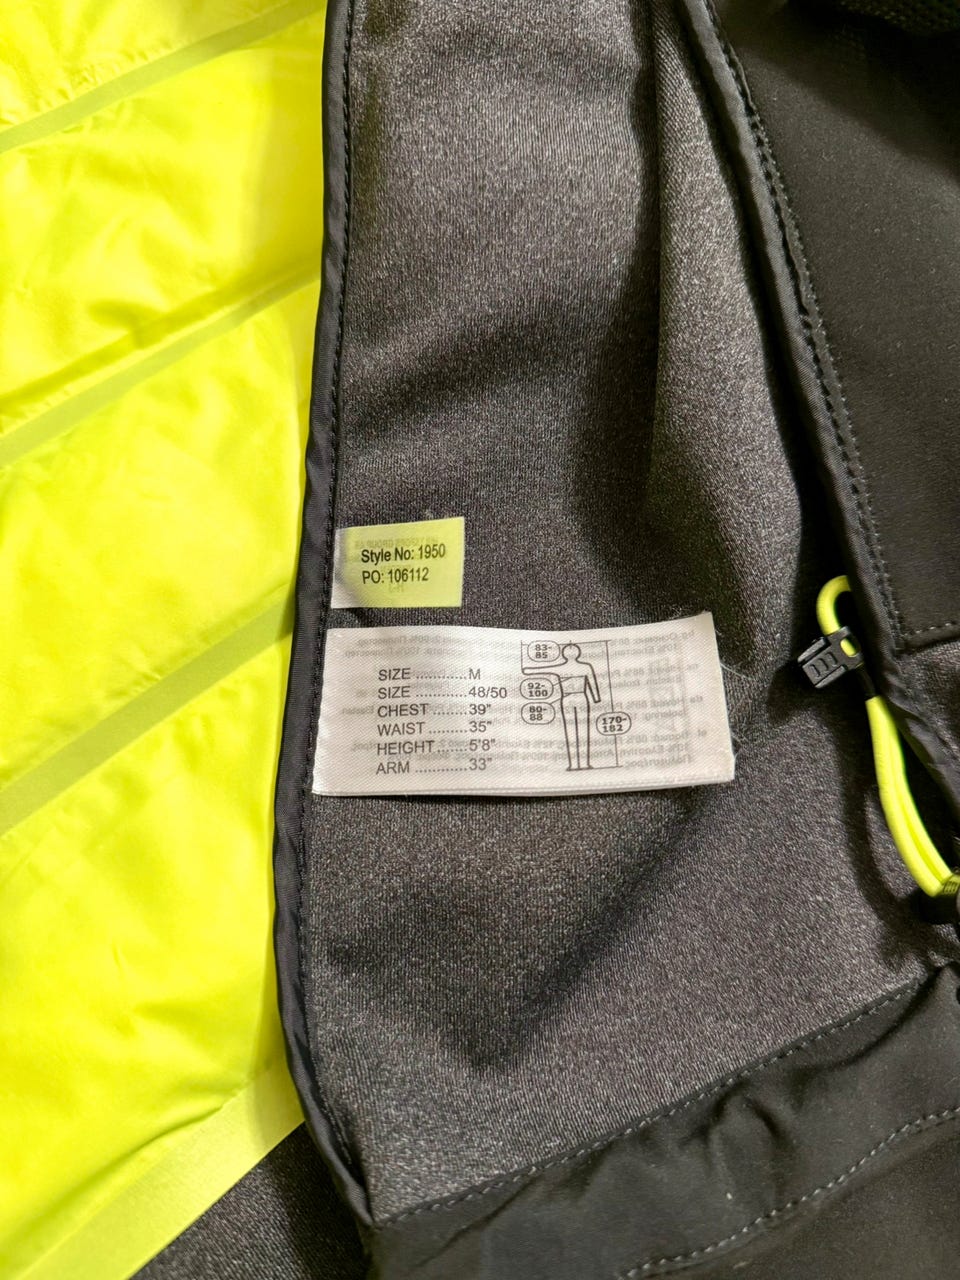 Style No: 1950
PO: 106112
SIZE ............M
SIZE ............48/50
CHEST .........39"
WAIST ..........35"
HEIGHT .......5'8"
ARM .............33"
83-
85
92-
100
80-
88
170-
182